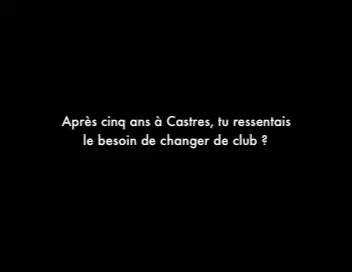 Après cinq ans à Castres, tu ressentais
le besoin de changer de club ?